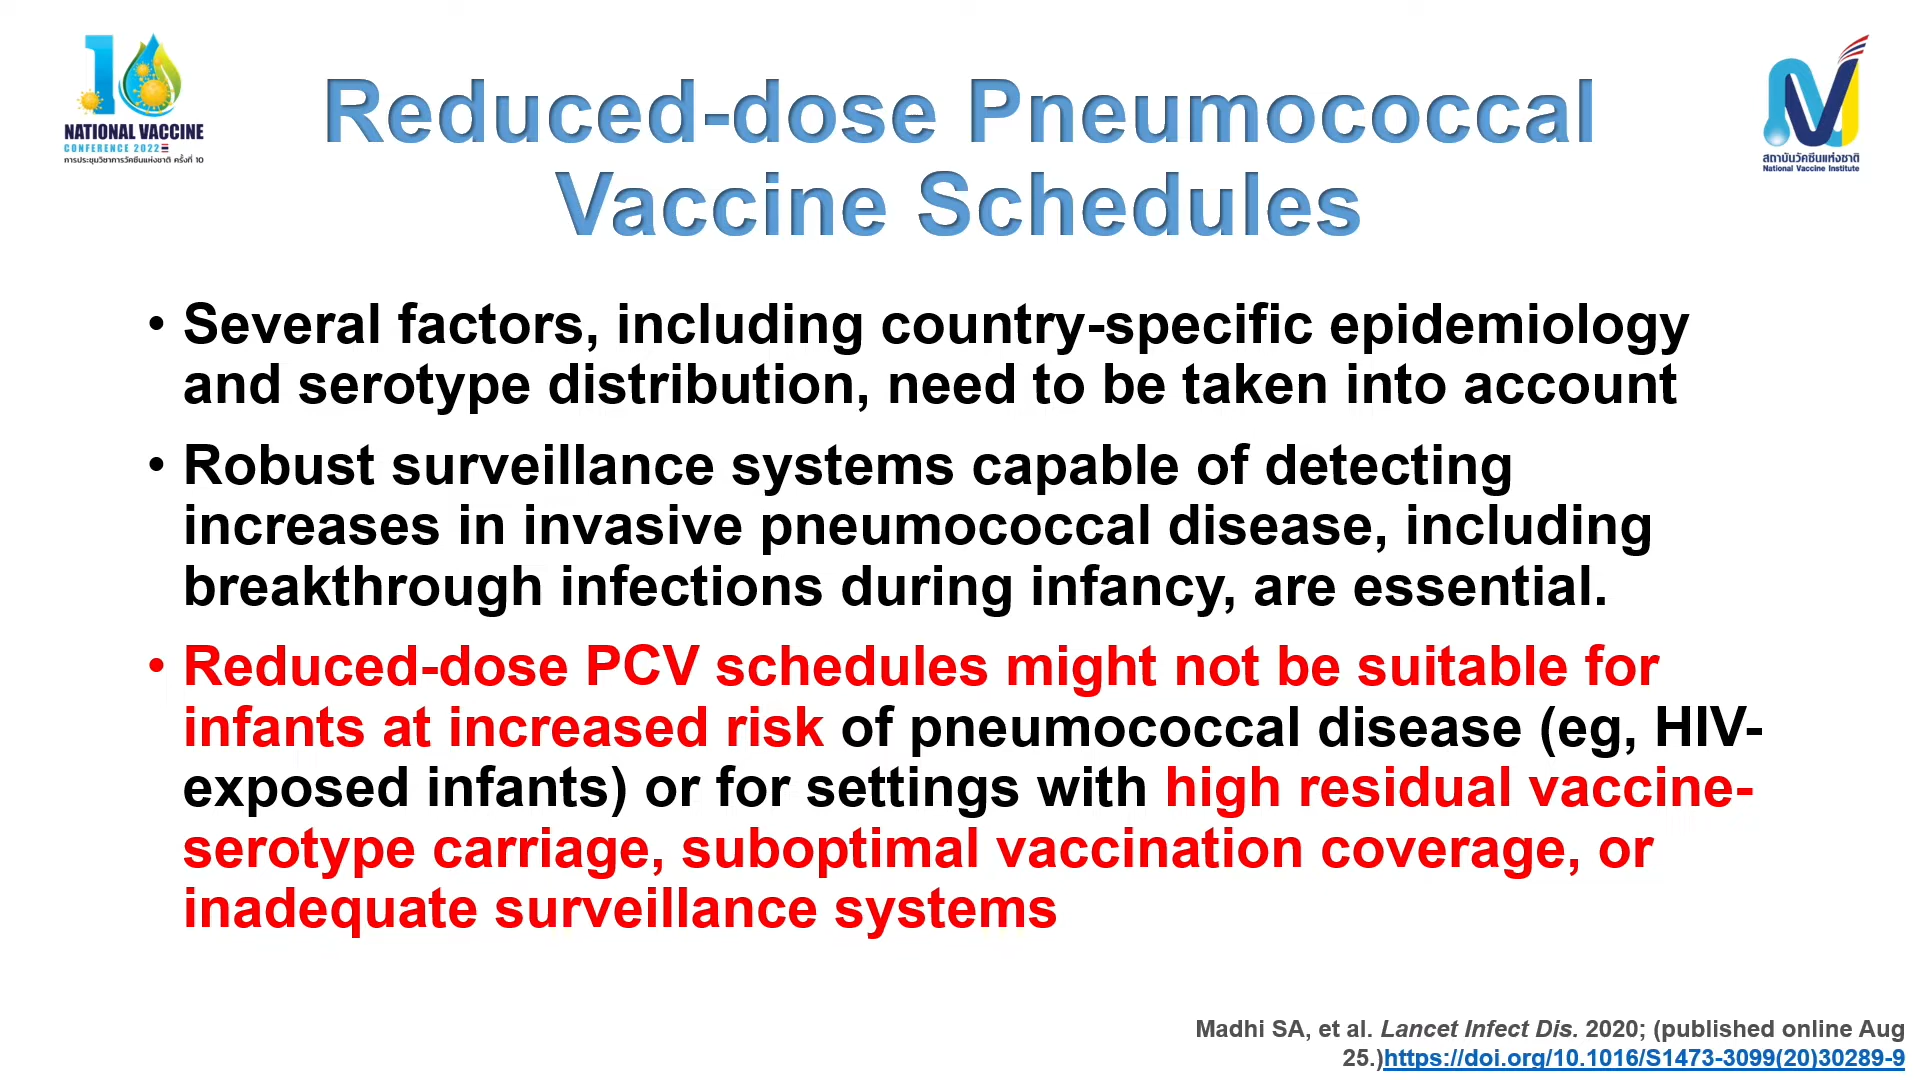 10
NATIONAL VACCINE
CONFERENCE 2022
การประชุมวิชาการวัคซีนแห่งชาติ ครั้งที่ 10
Reduced-dose Pneumococcal
Vaccine Schedules
สถาบันวัคซีนแห่งชาติ
National Vaccine Institute
• Several factors, including country-specific epidemiology
and serotype distribution, need to be taken into account
• Robust surveillance systems capable of detecting
increases in invasive pneumococcal disease, including
breakthrough infections during infancy, are essential.
• Reduced-dose PCV schedules might not be suitable for
infants at increased risk of pneumococcal disease (eg, HIV-
exposed infants) or for settings with high residual vaccine-
serotype carriage, suboptimal vaccination coverage, or
inadequate surveillance systems
Madhi SA, et al. Lancet Infect Dis. 2020; (published online Aug
25.)https://doi.org/10.1016/S1473-3099(20)30289-9